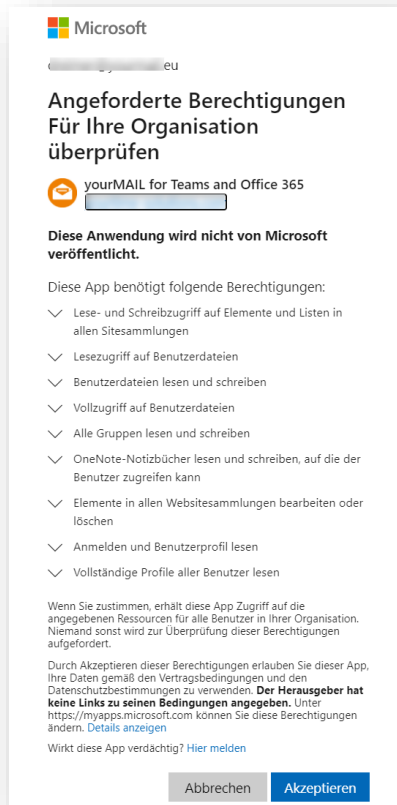 Microsoft
eu
Angeforderte Berechtigungen
Für Ihre Organisation
überprüfen
yourMAIL for Teams and Office 365
Diese Anwendung wird nicht von Microsoft
veröffentlicht.
Diese App benötigt folgende Berechtigungen:
Lese- und Schreibzugriff auf Elemente und Listen in
allen Sitesammlungen
Lesezugriff auf Benutzerdateien
Benutzerdateien lesen und schreiben
Vollzugriff auf Benutzerdateien
Alle Gruppen lesen und schreiben
OneNote-Notizbücher lesen und schreiben, auf die der
Benutzer zugreifen kann
Elemente in allen Websitesammlungen bearbeiten oder
löschen
Anmelden und Benutzerprofil lesen
Vollständige Profile aller Benutzer lesen
Wenn Sie zustimmen, erhält diese App Zugriff auf die
angegebenen Ressourcen für alle Benutzer in Ihrer Organisation.
Niemand sonst wird zur Überprüfung dieser Berechtigungen
aufgefordert.
Durch Akzeptieren dieser Berechtigungen erlauben Sie dieser App,
Ihre Daten gemäß den Vertragsbedingungen und den
Datenschutzbestimmungen zu verwenden. Der Herausgeber hat
keine Links zu seinen Bedingungen angegeben. Unter
https://myapps.microsoft.com können Sie diese Berechtigungen
ändern. Details anzeigen
Wirkt diese App verdächtig? Hier melden
Abbrechen Akzeptieren